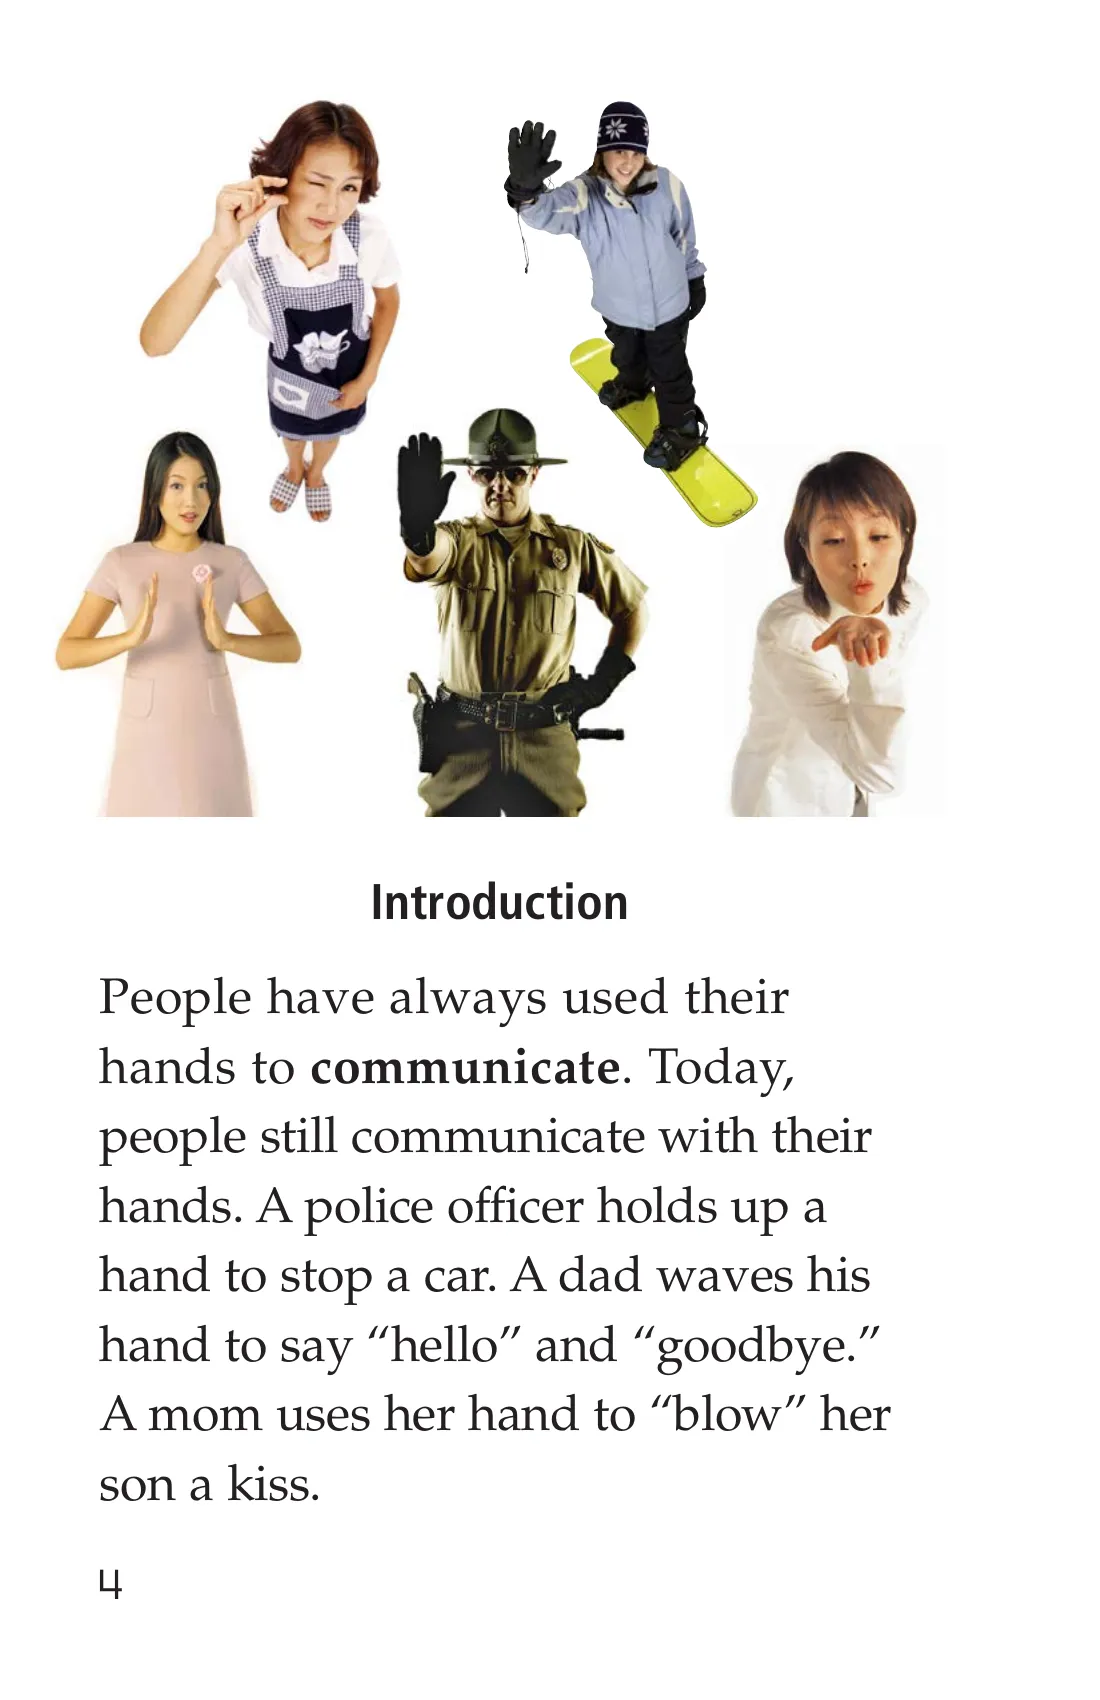 Introduction
People have always used their
hands to communicate. Today,
people still communicate with their
hands. A police officer holds up a
hand to stop a car. A dad waves his
hand to say “hello” and “goodbye.”
A mom uses her hand to “blow” her
son a kiss.
4